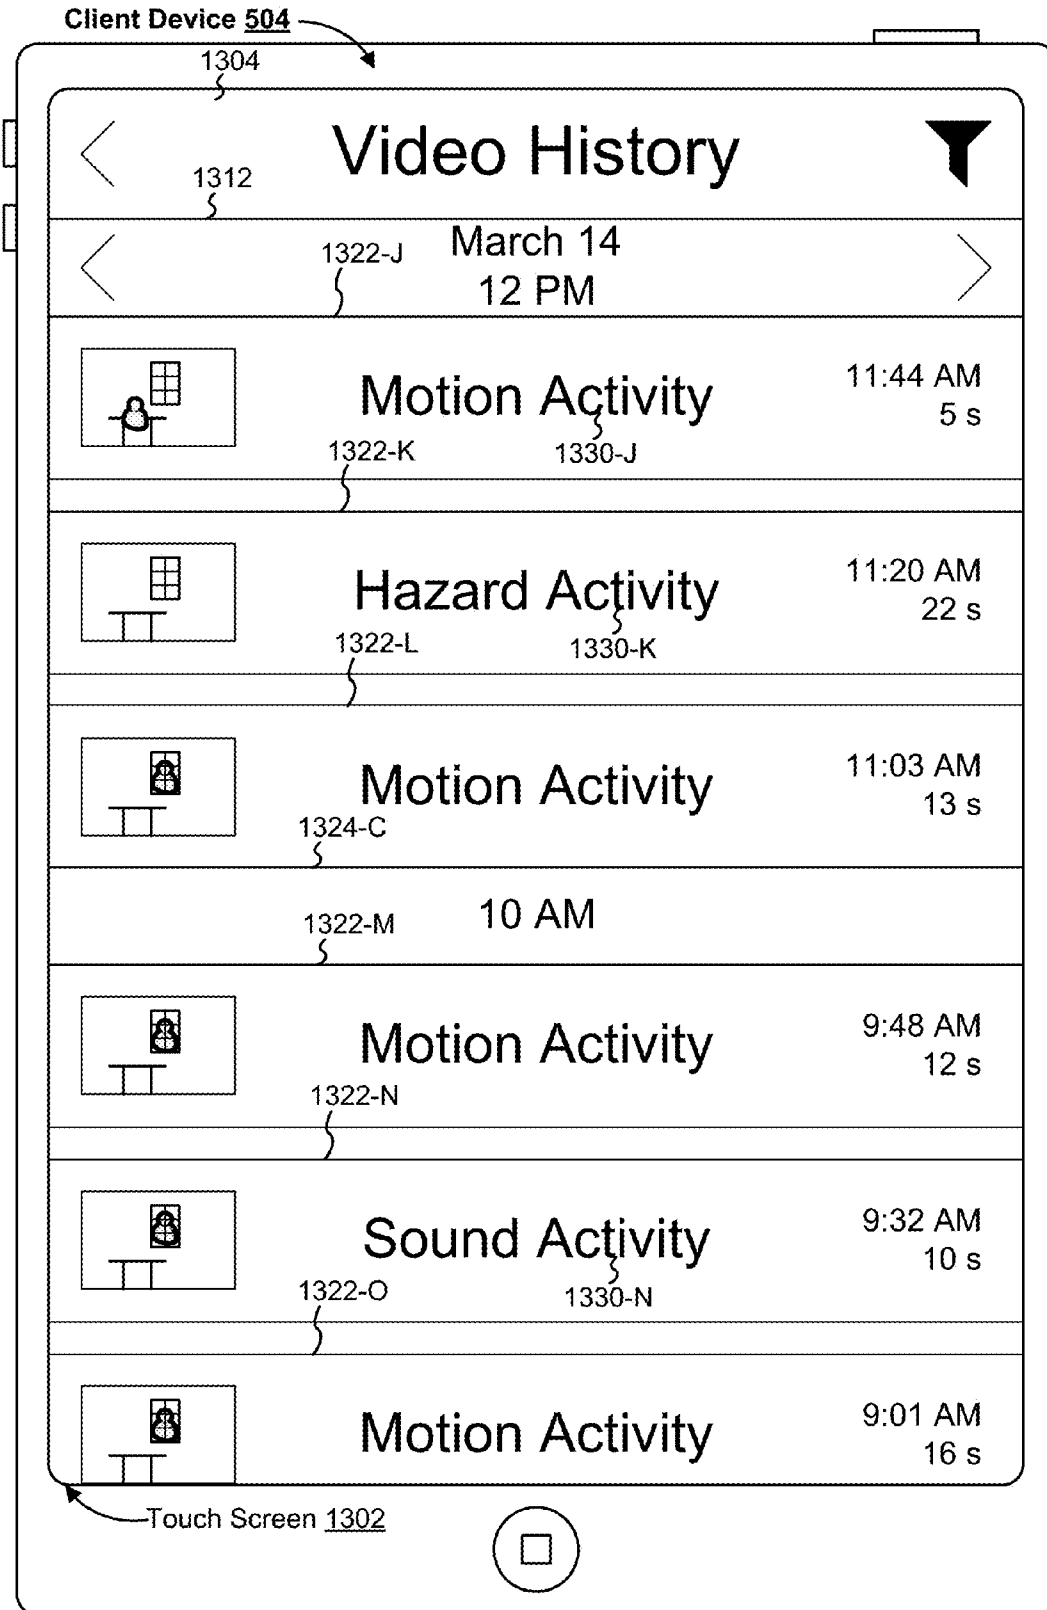 Client Device 504
1304
Video History
1312
1322-J
March 14
12 PM
Motion Activity
11:44 AM
5 s
1330-J
1322-K
Hazard Activity
11:20 AM
22 s
1330-K
1322-L
Motion Activity
11:03 AM
13 s
1324-C
10 AM
1322-M
Motion Activity
9:48 AM
12 s
1322-N
Sound Activity
9:32 AM
10 s
1330-N
1322-O
Motion Activity
9:01 AM
16 s
Touch Screen 1302